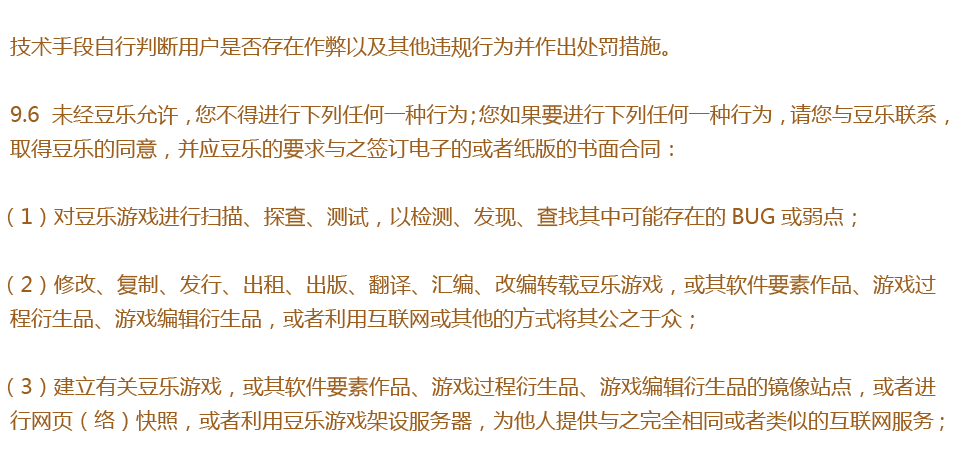 技术手段自行判断用户是否存在作弊以及其他违规行为并作出处罚措施。
9.6 未经豆乐允许，您不得进行下列任何一种行为;您如果要进行下列任何一种行为，请您与豆乐联系，
取得豆乐的同意，并应豆乐的要求与之签订电子的或者纸版的书面合同：
（1）对豆乐游戏进行扫描、探查、测试，以检测、发现、查找其中可能存在的 BUG 或弱点；
（2）修改、复制、发行、出租、出版、翻译、汇编、改编转载豆乐游戏，或其软件要素作品、游戏过
程衍生品、游戏编辑衍生品，或者利用互联网或其他的方式将其公之于众；
（3）建立有关豆乐游戏，或其软件要素作品、游戏过程衍生品、游戏编辑衍生品的镜像站点，或者进
行网页（络）快照，或者利用豆乐游戏架设服务器，为他人提供与之完全相同或者类似的互联网服务；